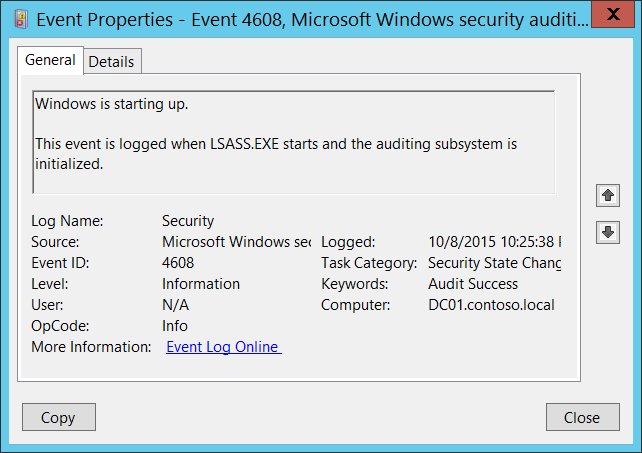 Event Properties - Event 4608, Microsoft Windows security auditi...
X
General
Details
Windows is starting up.
This event is logged when LSASS.EXE starts and the auditing subsystem is
initialized.
Log Name: Security
Source: Microsoft Windows sec Logged: 10/8/2015 10:25:38
Event ID: 4608 Task Category: Security State Chang
Level: Information Keywords: Audit Success
User: N/A Computer: DC01.contoso.local
OpCode: Info
More Information: Event Log Online
Copy
Close